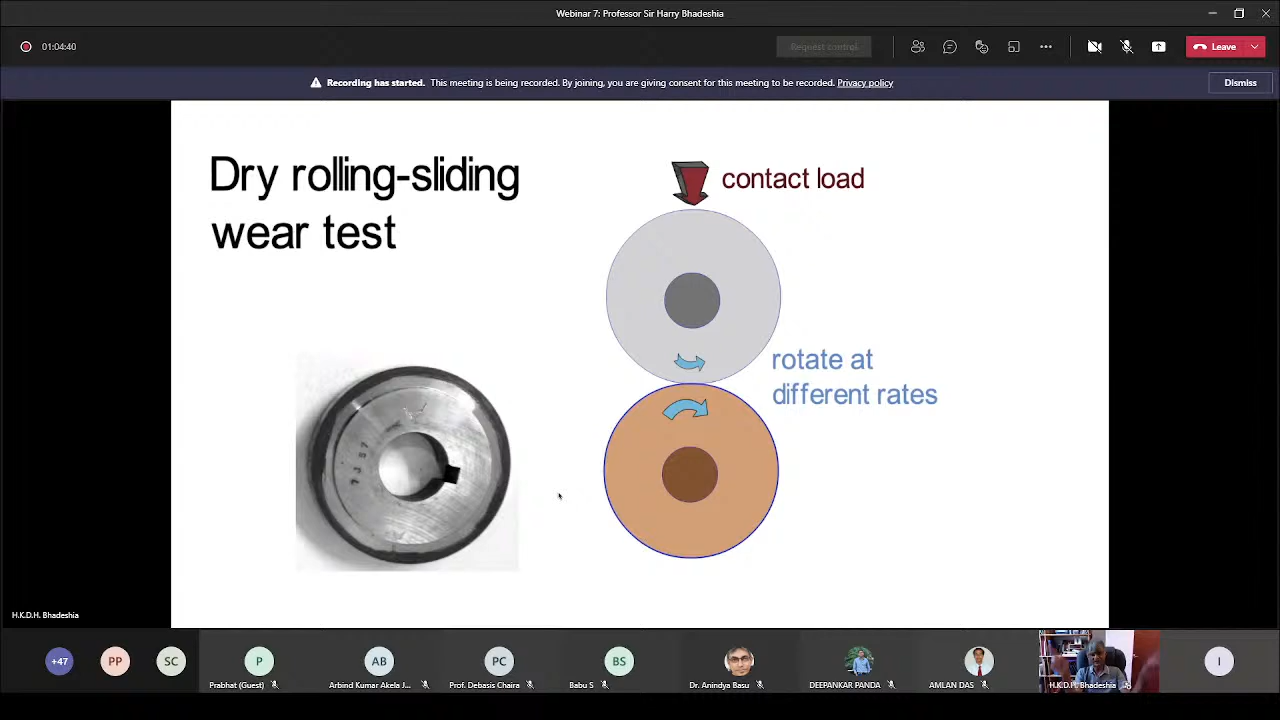 Webinar 7: Professor Sir Harry Bhadeshia
01:04:40
Request control
Leave
Recording has started. This meeting is being recorded. By joining, you are giving consent for this meeting to be recorded. Privacy policy
Dismiss
Dry rolling-sliding
wear test
contact load
rotate at
different rates
7357
H.K.D.H. Bhadeshia
+47
PP
SC
P
AB
PC
BS
I
Prabhat (Guest)
Arbind Kumar Akela J...
Prof. Debasis Chaira
Babu S
Dr. Anindya Basu
DEEPANKAR PANDA
AMLAN DAS
H.K.D.H. Bhadeshia